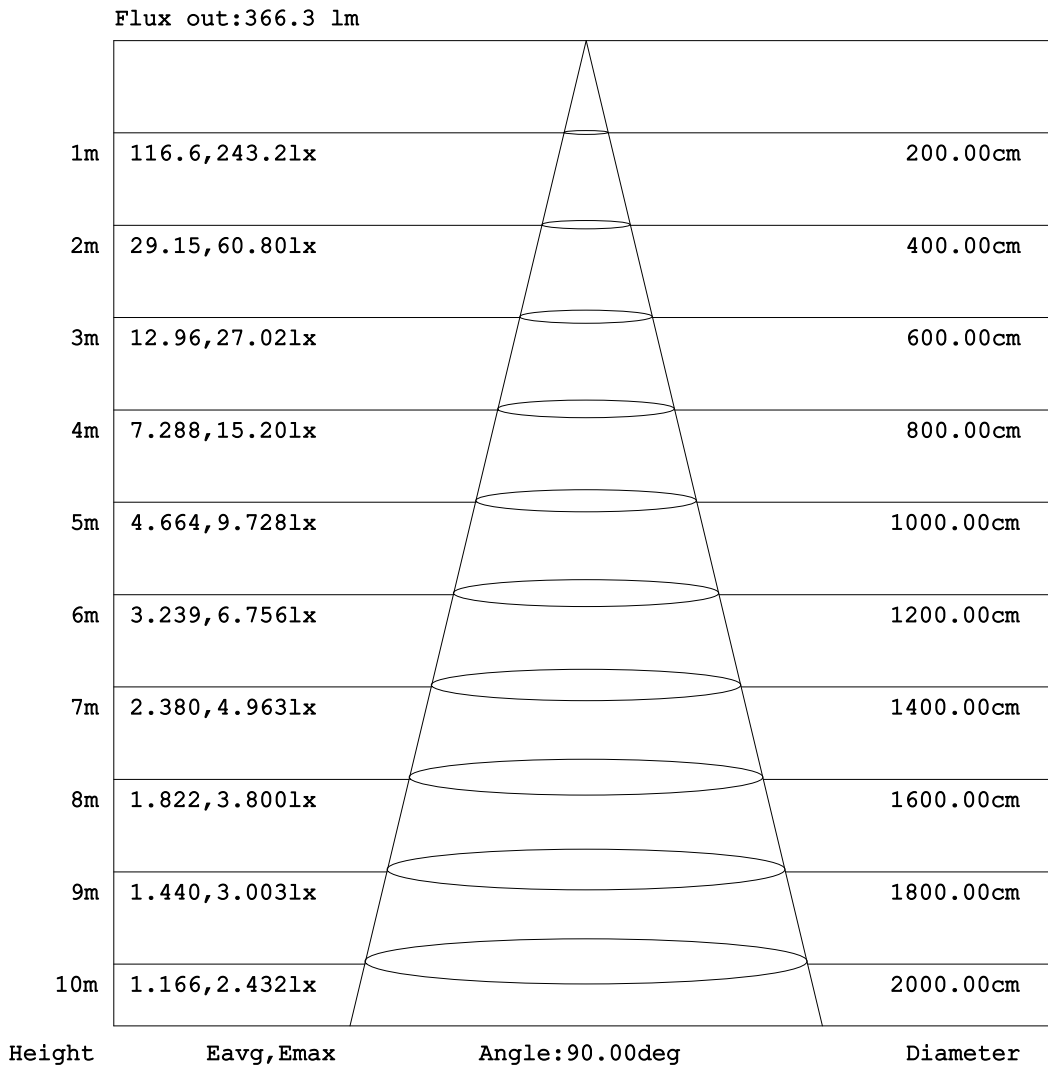 Flux out:366.3 lm
1m 116.6,243.2lx 200.00cm
2m 29.15,60.80lx 400.00cm
3m 12.96,27.02lx 600.00cm
4m 7.288,15.20lx 800.00cm
5m 4.664,9.728lx 1000.00cm
6m 3.239,6.756lx 1200.00cm
7m 2.380,4.963lx 1400.00cm
8m 1.822,3.800lx 1600.00cm
9m 1.440,3.003lx 1800.00cm
10m 1.166,2.432lx 2000.00cm
Height Eavg,Emax Angle:90.00deg Diameter